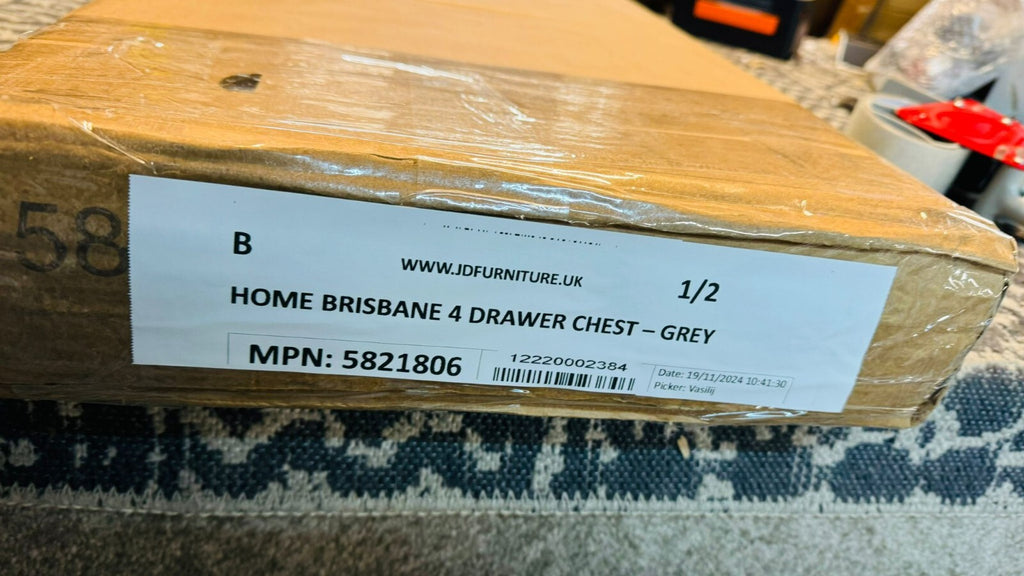 58
B
WWW.JDFURNITURE.UK
1/2
HOME BRISBANE 4 DRAWER CHEST – GREY
MPN: 5821806
12220002384
Date: 19/11/2024 10:41:30
Picker: Vasilij